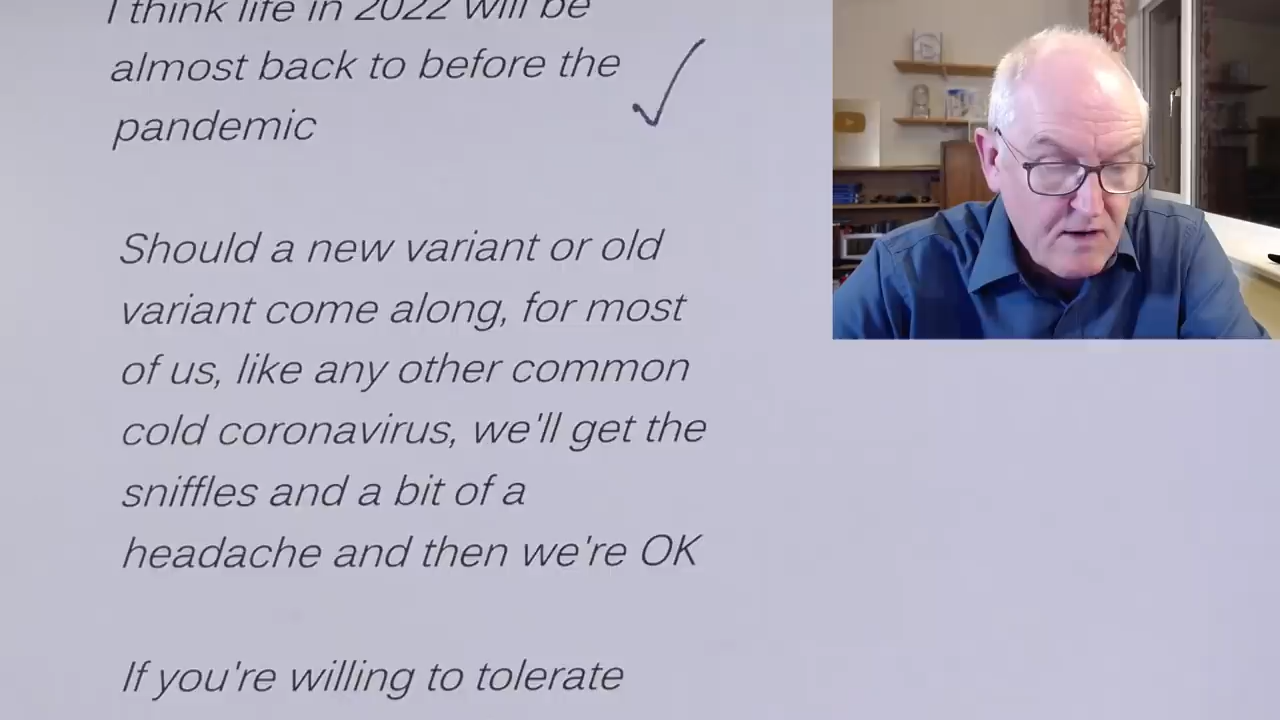 I think life in 2022 will be
almost back to before the
pandemic
Should a new variant or old
variant come along, for most
of us, like any other common
cold coronavirus, we'll get the
sniffles and a bit of a
headache and then we're OK
If you're willing to tolerate